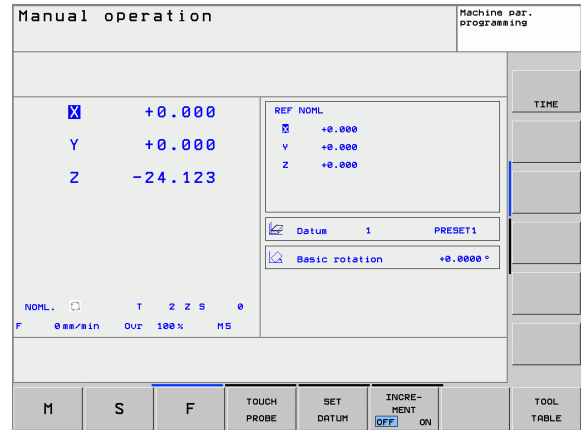 Manual operation
Machine par.
programming
TIME
X +0.000
Y +0.000
Z -24.123
REF NOML
X +0.000
Y +0.000
Z +0.000
Datum 1 PRESET1
Basic rotation +0.0000 °
NOML. T 2 Z S 0
F 0mm/min Ovr 100% M5
M
S
F
TOUCH
PROBE
SET
DATUM
INCRE-
MENT
OFF ON
TOOL
TABLE